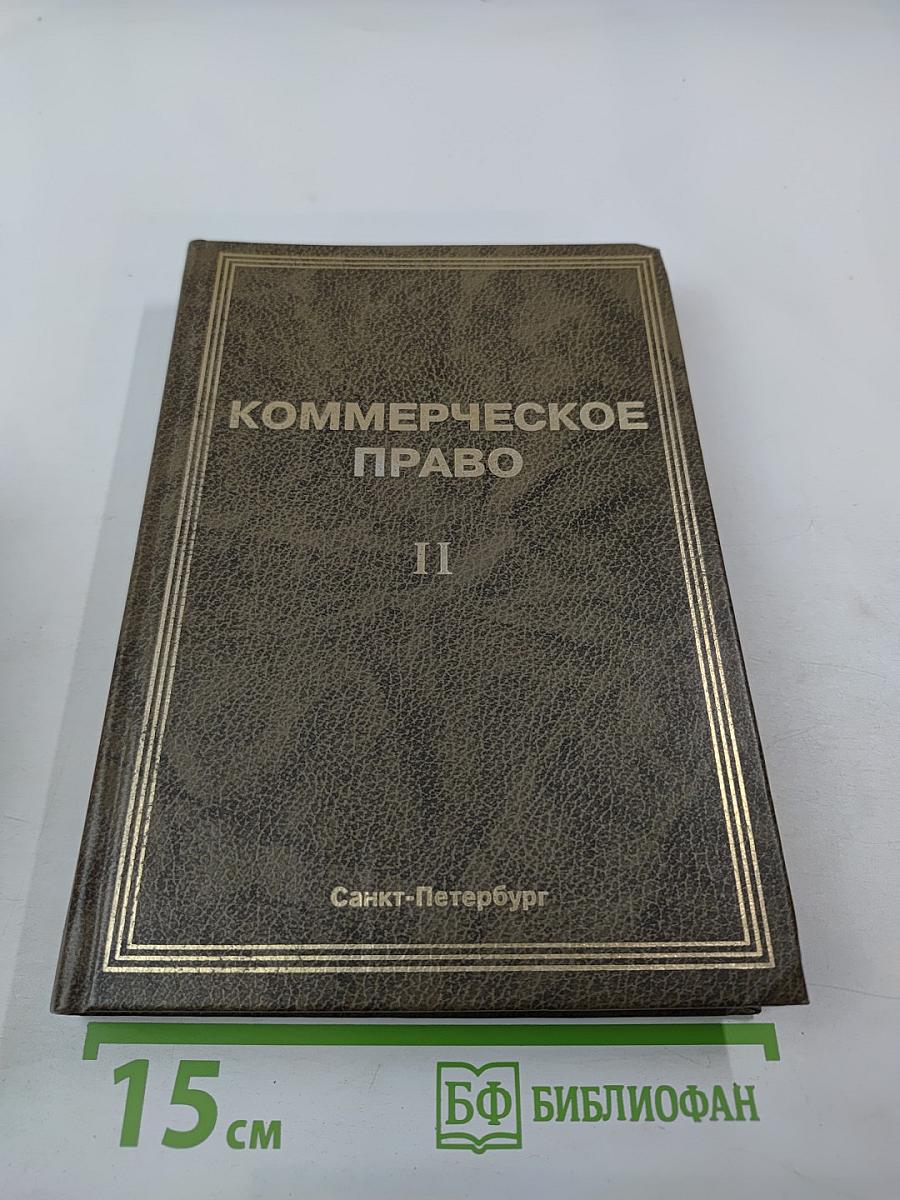 КОММЕРЧЕСКОЕ
ПРАВО
II
Санкт-Петербург
15 см
БФ БИБЛИОФАН